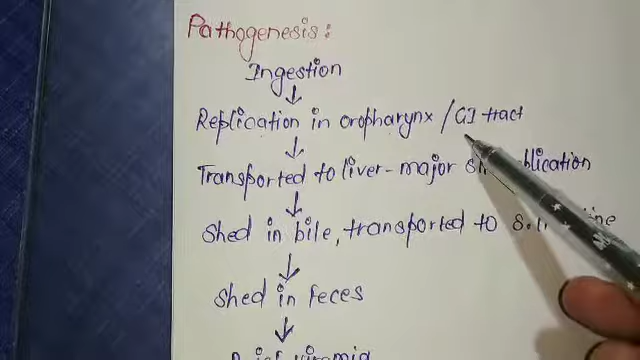 Pathogenesis:
Ingestion
↓
Replication in oropharynx / GI tract
↓
Transported to liver - major
↓
Shed in bile, transported to
↓
Shed in feces
↓